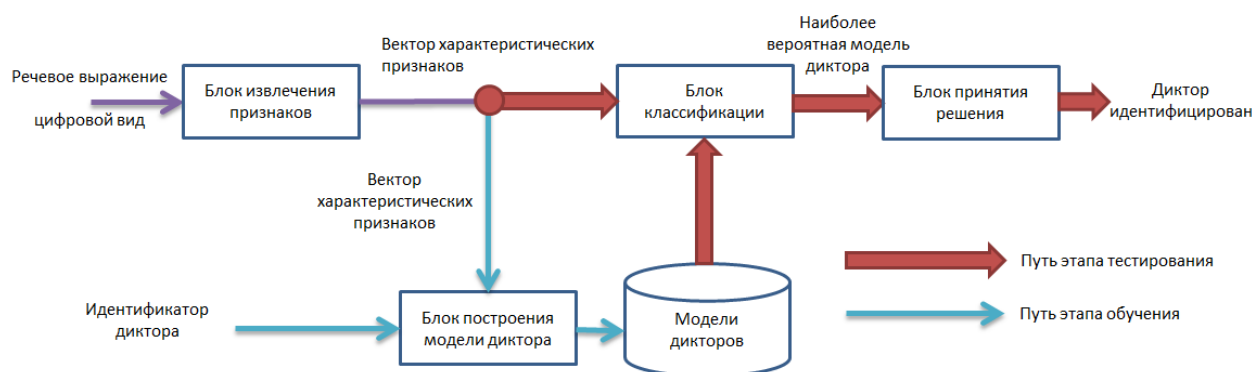 Речевое выражение
цифровой вид
Блок извлечения
признаков
Вектор характеристических
признаков
Блок
классификации
Наиболее
вероятная модель
диктора
Блок принятия
решения
Диктор
идентифицирован
Вектор
характеристических
признаков
Идентификатор
диктора
Блок построения
модели диктора
Модели
дикторов
Путь этапа тестирования
Путь этапа обучения